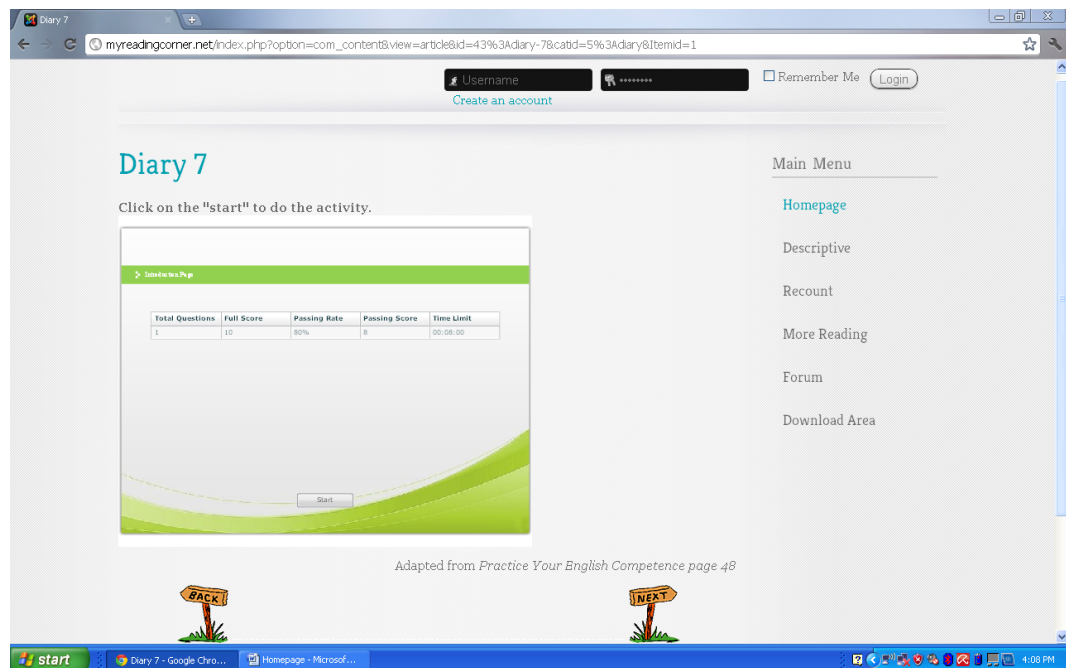 Diary 7
myreadingcorner.net/index.php?option=com_content&view=article&id=43%3Adiary-7&catid=5%3Adiary&Itemid=1
Username
Remember Me
Login
Create an account
Diary 7
Click on the "start" to do the activity.
Introduction Page
Total Questions Full Score Passing Rate Passing Score Time Limit
1 10 80% 8 00:08:00
Start
Adapted from Practice Your English Competence page 48
BACK
NEXT
Main Menu
Homepage
Descriptive
Recount
More Reading
Forum
Download Area
start
Diary 7 - Google Chro...
Homepage - Microsof...
4:08 PM